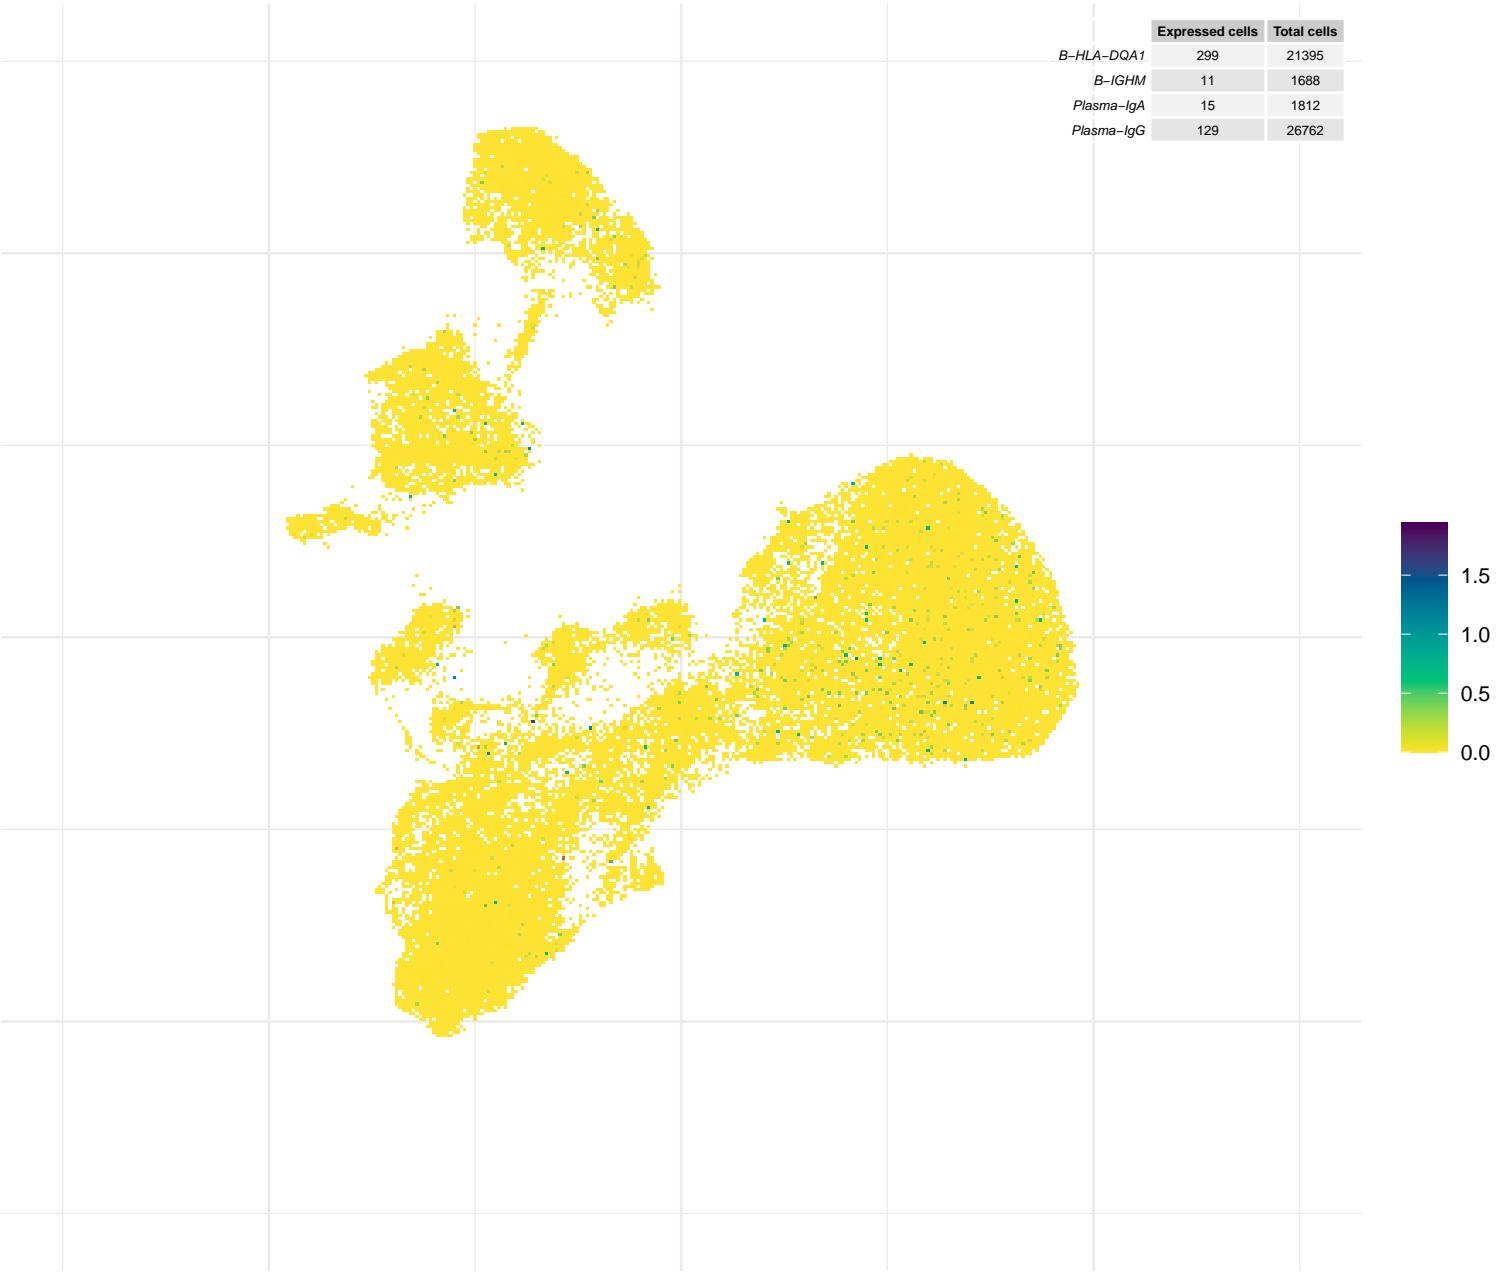 Expressed cells Total cells
B−HLA−DQA1 299 21395
B−IGHM 11 1688
Plasma−IgA 15 1812
Plasma−IgG 129 26762
1.5
1.0
0.5
0.0